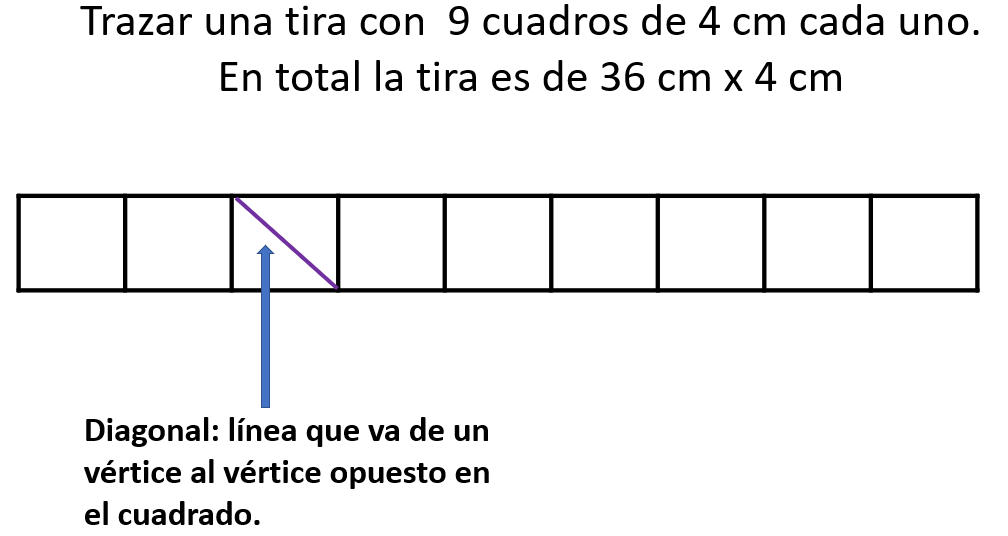 Trazar una tira con  9 cuadros de 4 cm cada uno.
En total la tira es de 36 cm x 4 cm
Diagonal: línea que va de un
vértice al vértice opuesto en
el cuadrado.